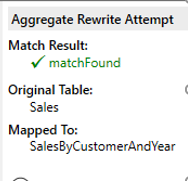 Aggregate Rewrite Attempt
Match Result:
matchFound
Original Table:
Sales
Mapped To:
SalesByCustomerAndYear